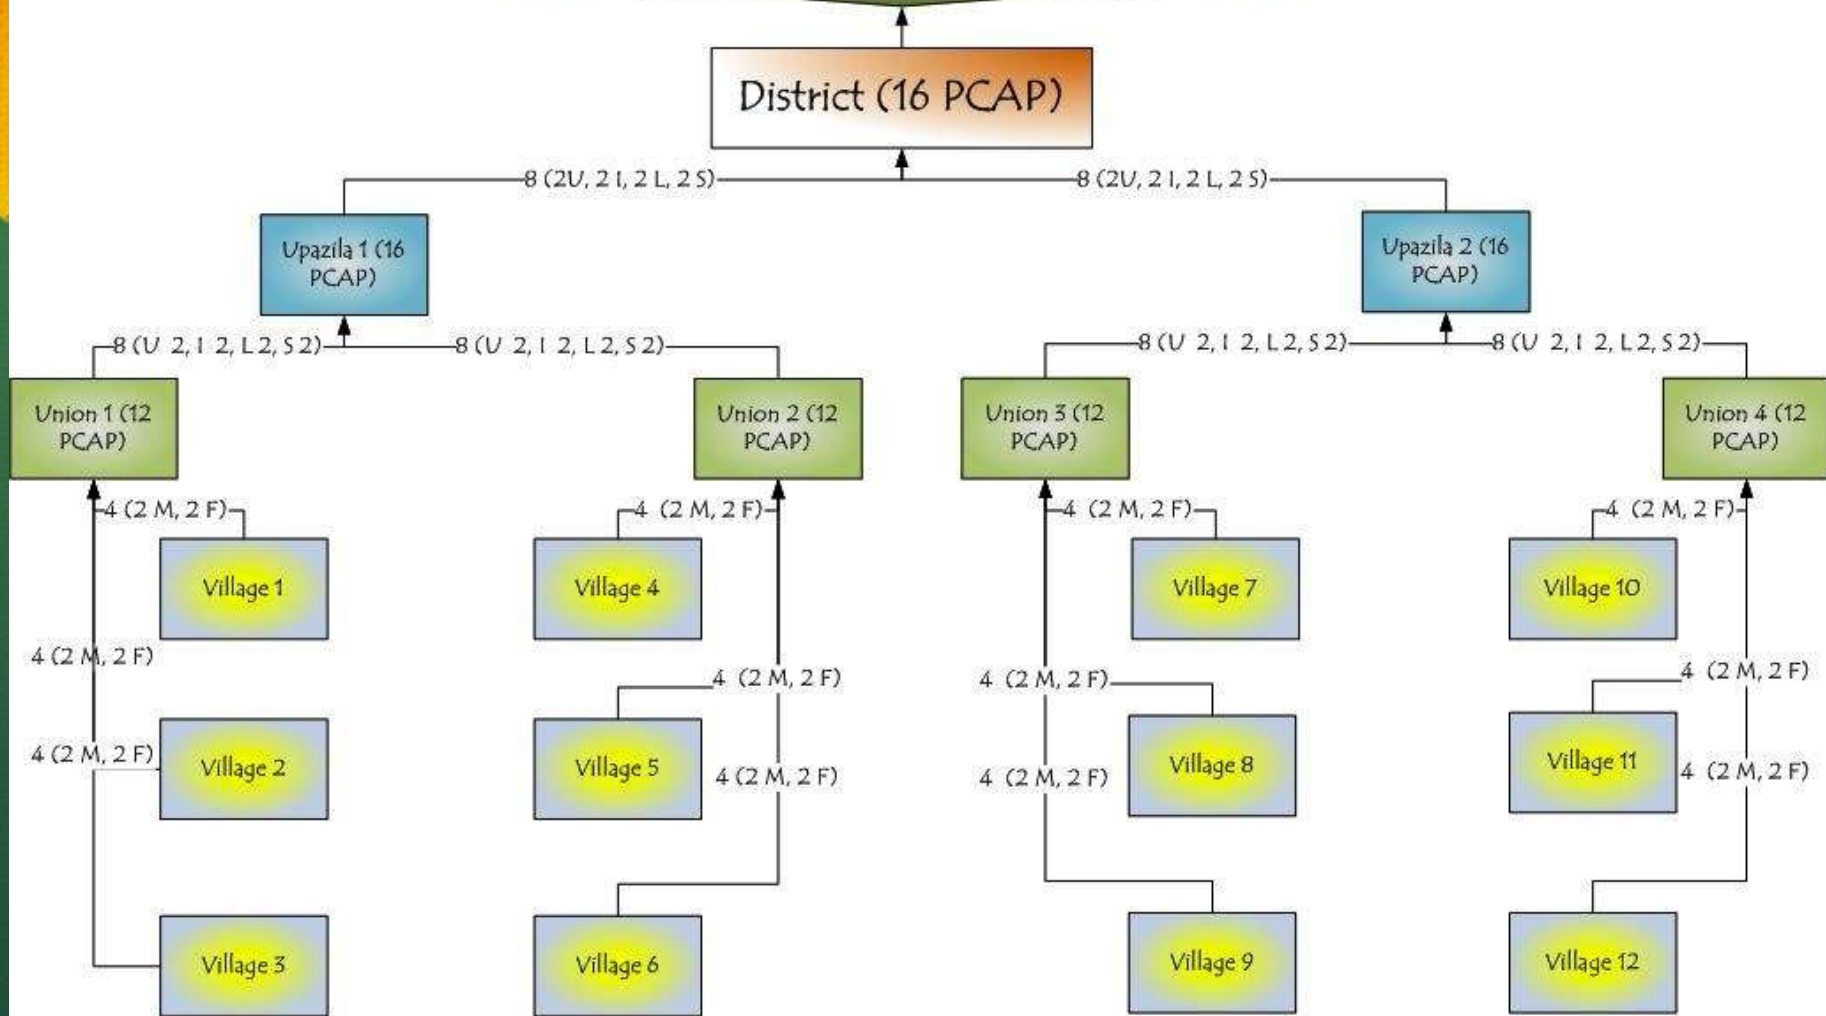 District (16 PCAP)
8 (2U, 2 I, 2 L, 2 S)
8 (2U, 2 I, 2 L, 2 S)
Upazila 1 (16
PCAP)
Upazila 2 (16
PCAP)
8 (U 2, I 2, L 2, S 2)
8 (U 2, I 2, L 2, S 2)
8 (U 2, I 2, L 2, S 2)
8 (U 2, I 2, L 2, S 2)
Union 1 (12
PCAP)
Union 2 (12
PCAP)
Union 3 (12
PCAP)
Union 4 (12
PCAP)
4 (2 M, 2 F)
4 (2 M, 2 F)
4 (2 M, 2 F)
4 (2 M, 2 F)
Village 1
Village 4
Village 7
Village 10
4 (2 M, 2 F)
4 (2 M, 2 F)
4 (2 M, 2 F)
4 (2 M, 2 F)
4 (2 M, 2 F)
Village 2
Village 5
4 (2 M, 2 F)
4 (2 M, 2 F)
Village 8
Village 11
4 (2 M, 2 F)
Village 3
Village 6
Village 9
Village 12